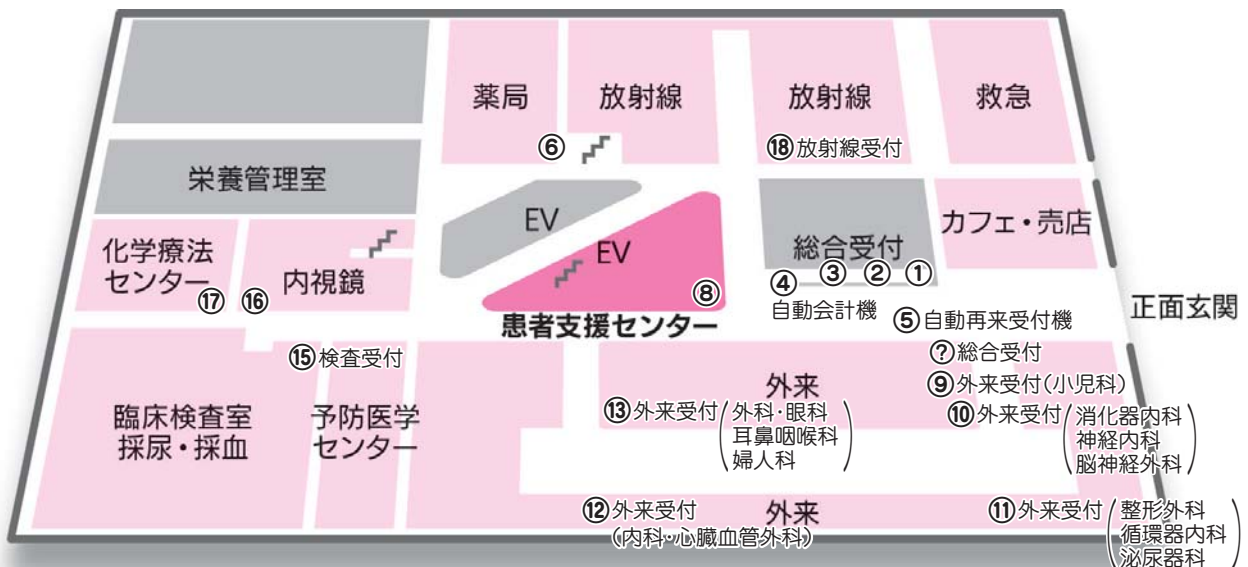 薬局
放射線
放射線
救急
⑥
⑱放射線受付
栄養管理室
EV
EV
カフェ・売店
総合受付
④
③
②
①
自動会計機
化学療法
センター
⑰
⑯
内視鏡
⑧
患者支援センター
正面玄関
⑤自動再来受付機
?総合受付
⑮検査受付
外来
⑨外来受付(小児科)
臨床検査室
採尿・採血
予防医学
センター
⑬外来受付(外科・眼科
耳鼻咽喉科
婦人科)
⑩外来受付(消化器内科
神経内科
脳神経外科)
⑫外来受付
(内科・心臓血管外科)
外来
⑪外来受付(整形外科
循環器内科
泌尿器科)